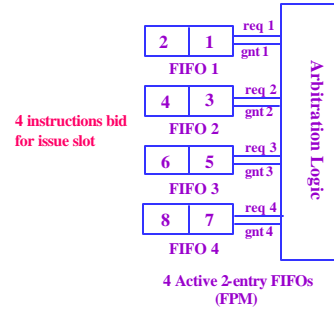 2 1
req 1
gnt 1
FIFO 1
4 3
req 2
gnt 2
FIFO 2
4 instructions bid
for issue slot
6 5
req 3
gnt 3
FIFO 3
8 7
req 4
gnt 4
FIFO 4
Arbitration Logic
4 Active 2-entry FIFOs
(FPM)